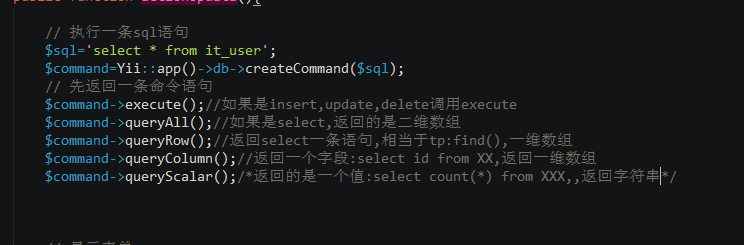 // 执行一条sql语句
$sql='select * from it_user';
$command=Yii::app()->db->createCommand($sql);
// 先返回一条命令语句
$command->execute();//如果是insert,update,delete调用execute
$command->queryAll();//如果是select,返回的是二维数组
$command->queryRow();//返回select一条语句,相当于tp:find(),一维数组
$command->queryColumn();//返回一个字段:select id from XX,返回一维数组
$command->queryScalar();/*返回的是一个值:select count(*) from XXX,,返回字符串*/